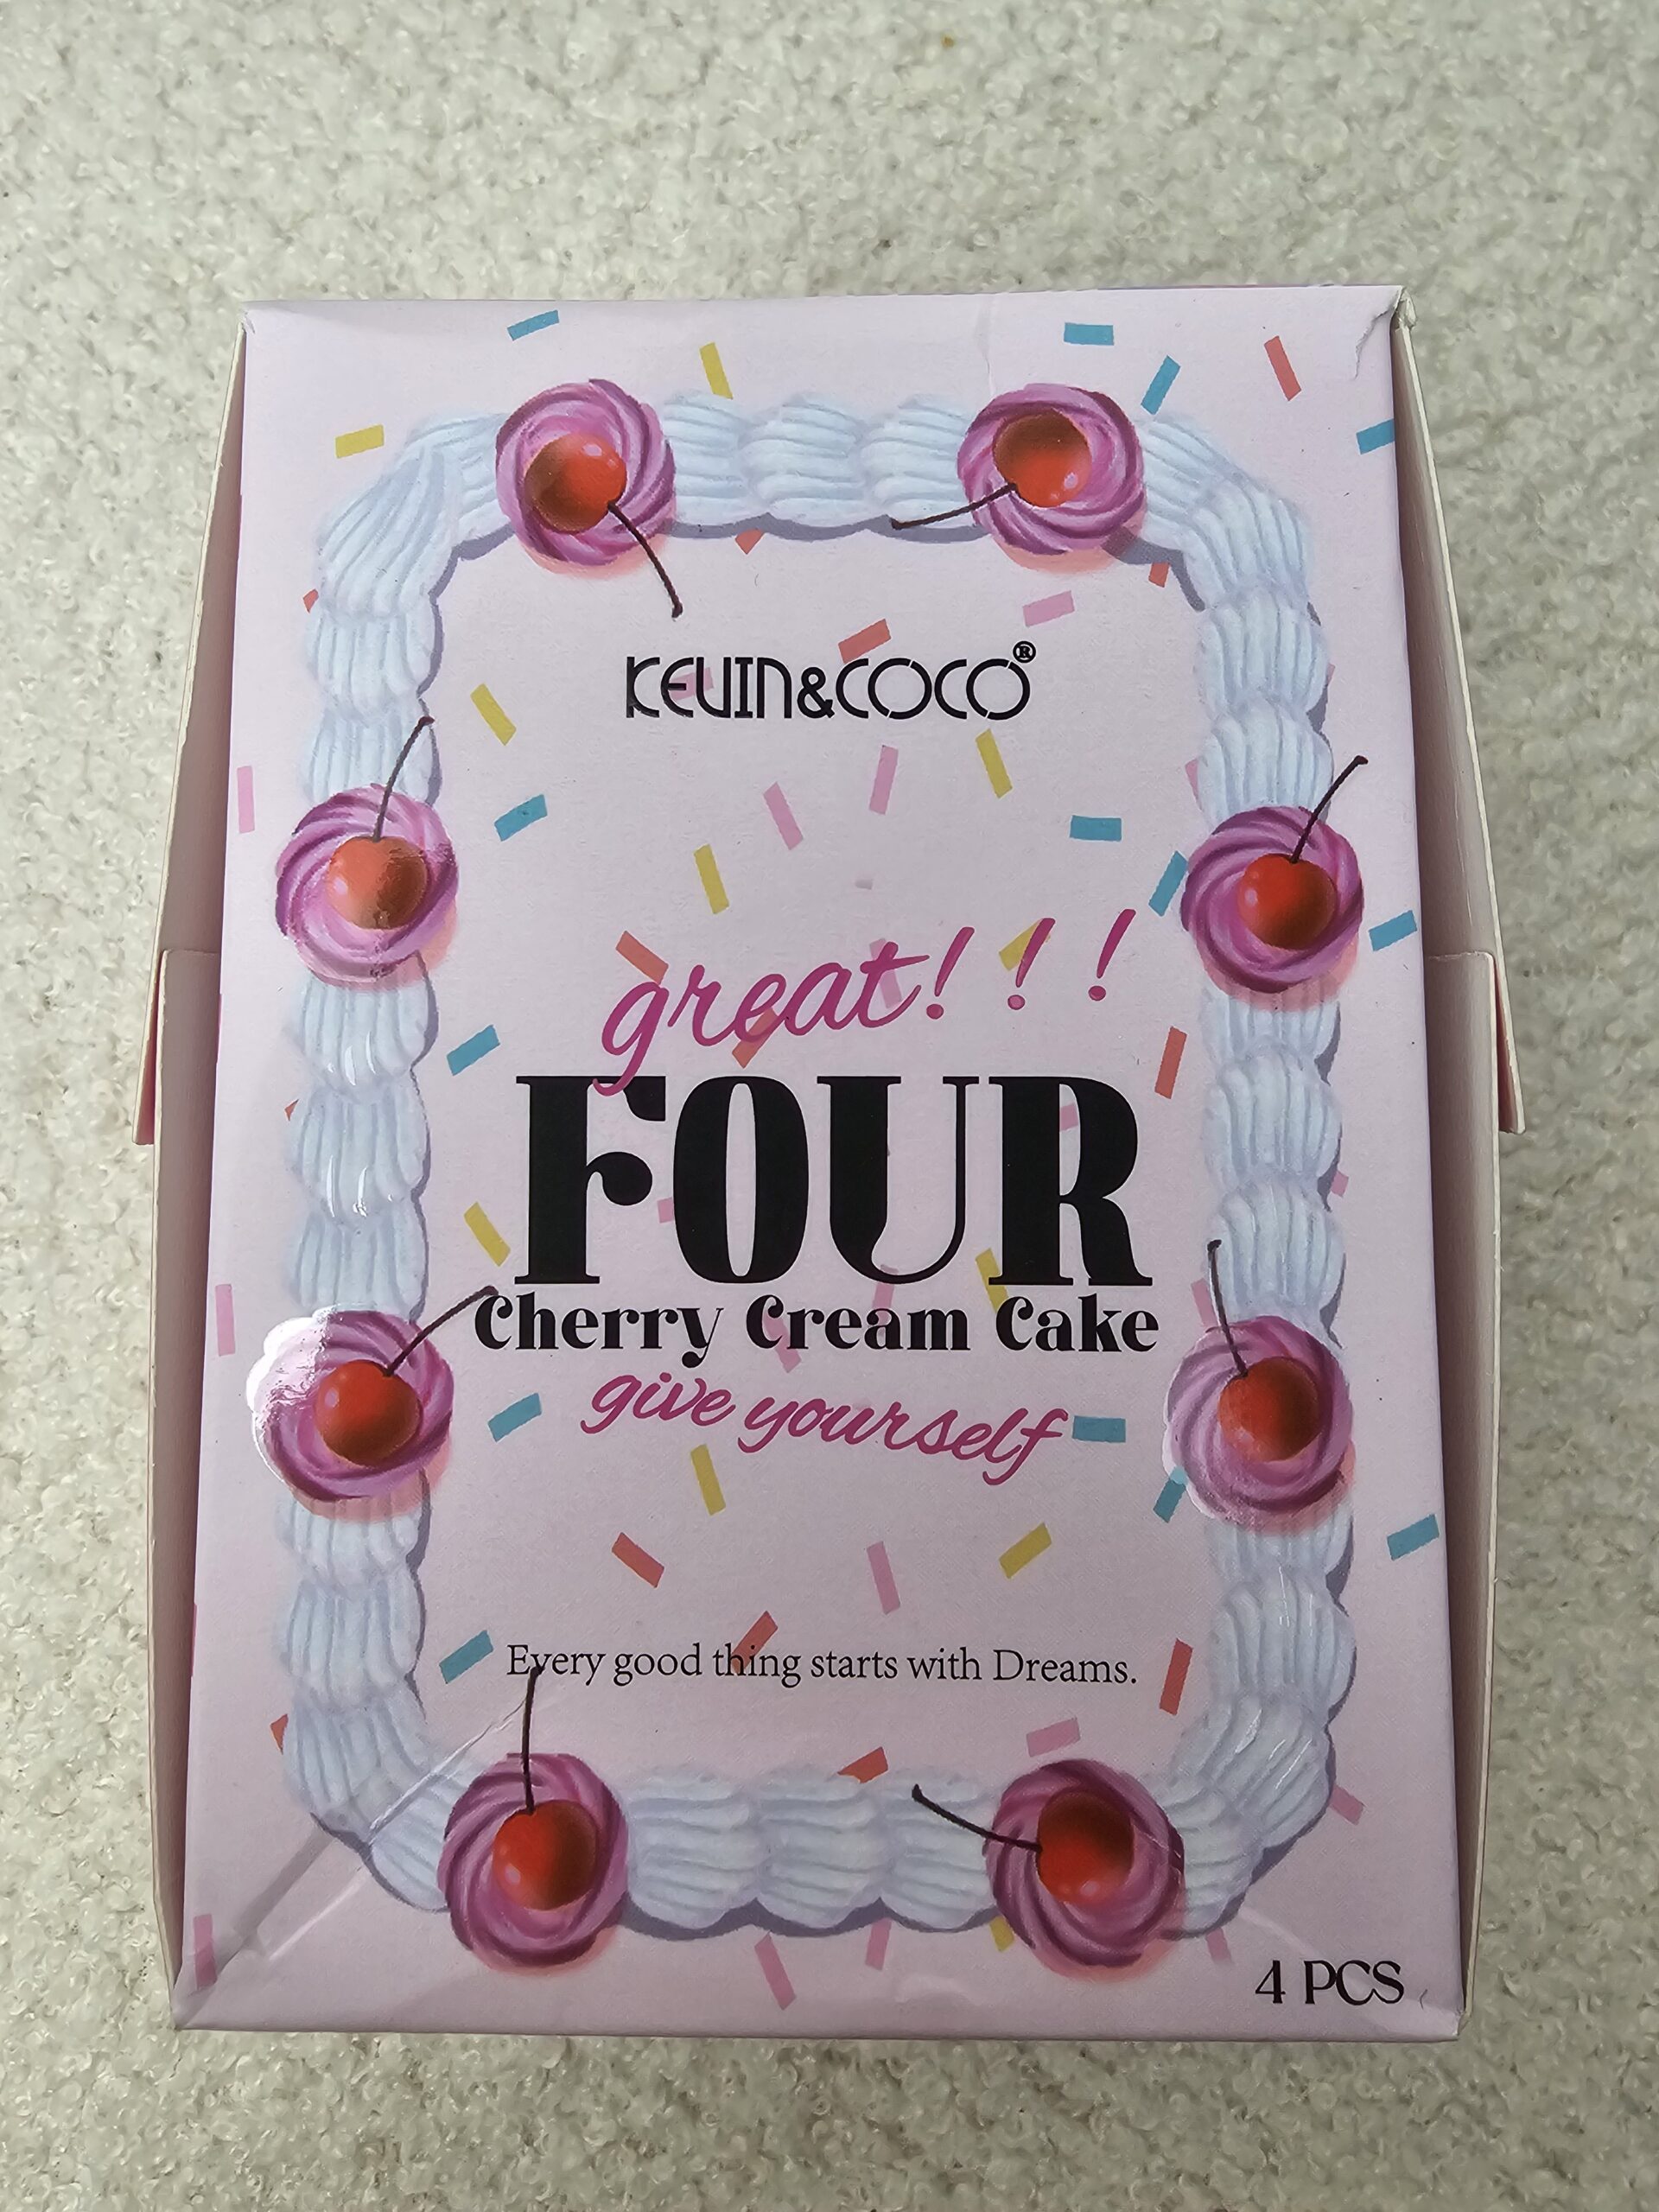 KEVIN&COCO®
great!!!
FOUR
Cherry Cream Cake
give yourself
Every good thing starts with Dreams.
4 PCS